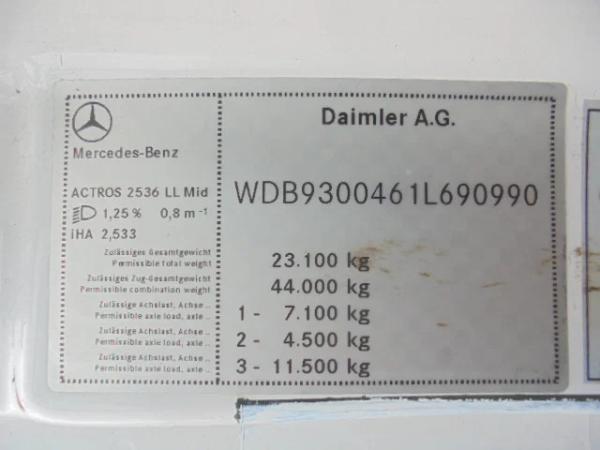 Mercedes-Benz
Daimler A.G.
ACTROS 2536 LL Mid
1,25 % 0,8 m⁻¹
iHA 2,533
WDB9300461L690990
Zulässiges Gesamtgewicht
Permissible total weight
23.100 kg
Zulässiges Zug-Gesamtgewicht
Permissible combination weight
44.000 kg
Zulässige Achslast, Achse ..
Permissible axle load, axle ..
1 - 7.100 kg
Zulässige Achslast, Achse ..
Permissible axle load, axle ..
2 - 4.500 kg
Zulässige Achslast, Achse ..
Permissible axle load, axle ..
3 - 11.500 kg